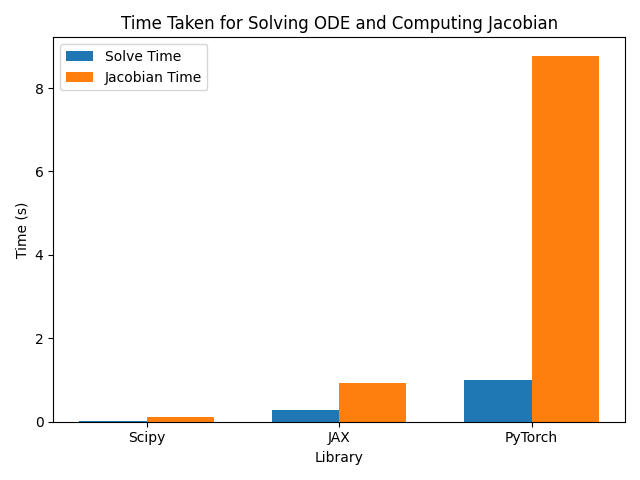 Time Taken for Solving ODE and Computing Jacobian
Solve Time
Jacobian Time
Time (s)
8
6
4
2
0
Scipy
JAX
PyTorch
Library